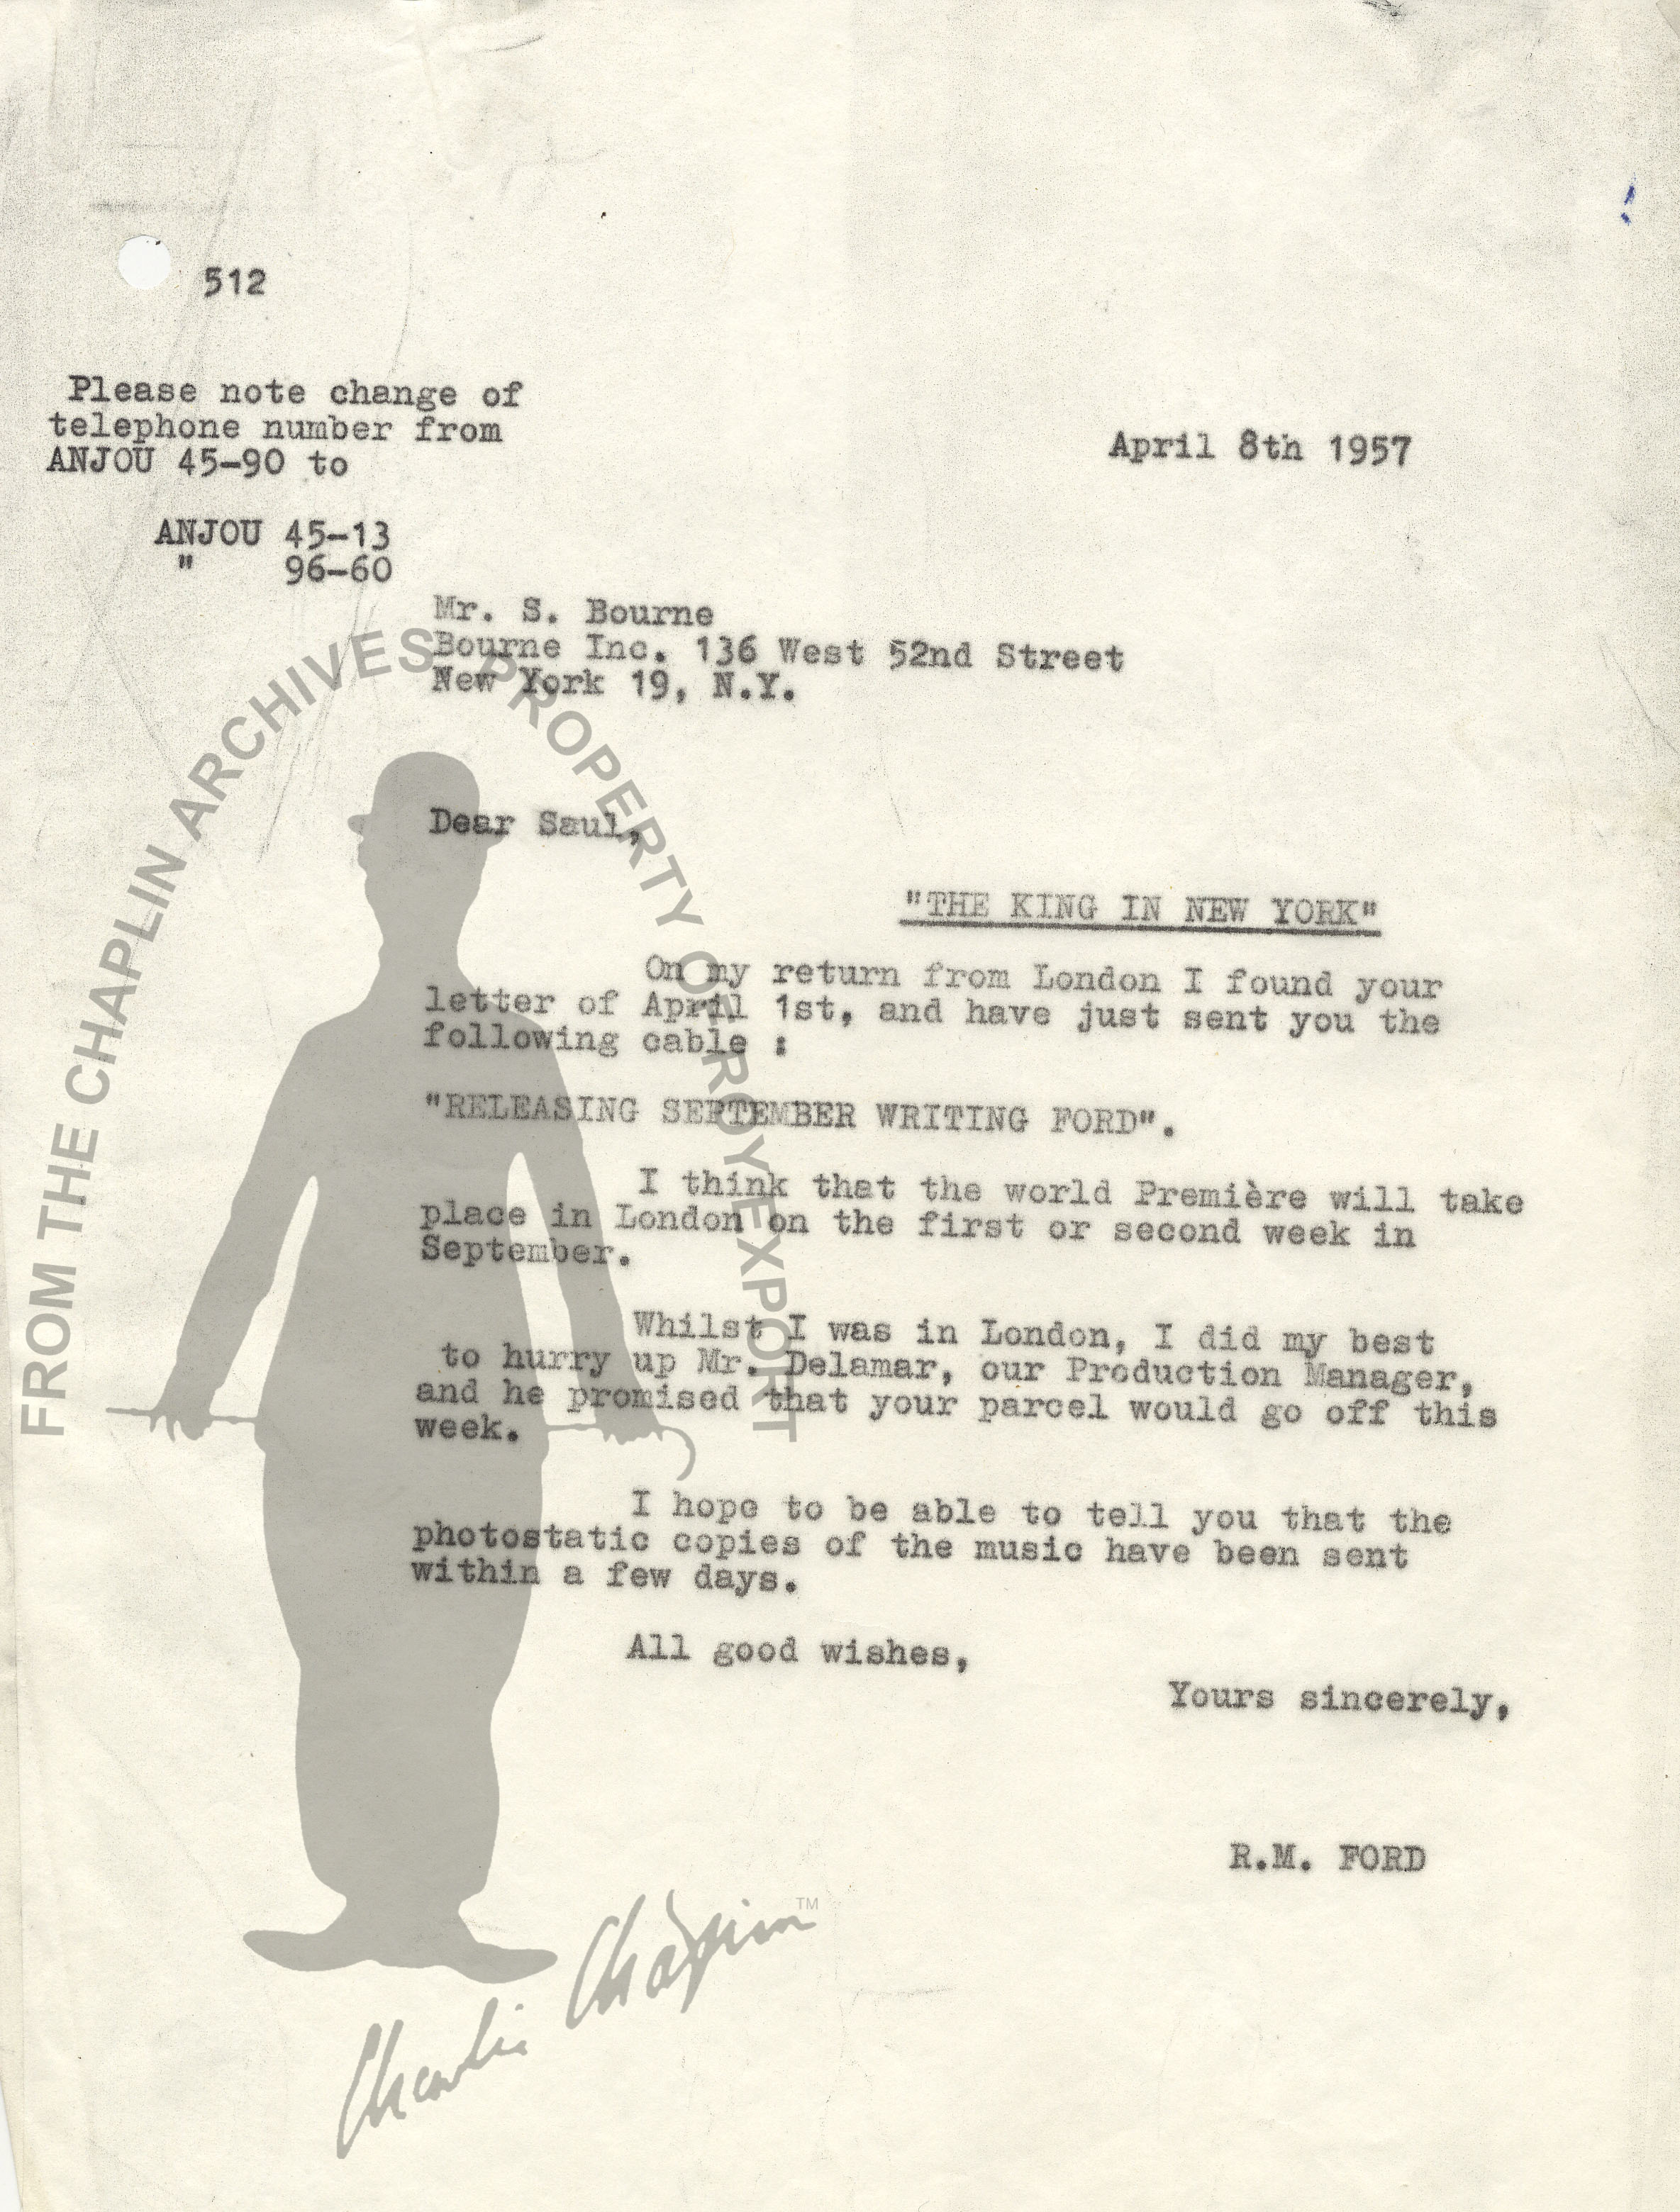 512
Please note change of
telephone number from
ANJOU 45-90 to
ANJOU 45-13
" 96-60
April 8th 1957
Mr. S. Bourne
Bourne Inc. 136 West 52nd Street
New York 19, N.Y.
Dear Saul,
"THE KING IN NEW YORK"
On my return from London I found your
letter of April 1st, and have just sent you the
following cable :
"RELEASING SEPTEMBER WRITING FORD".
I think that the world Première will take
place in London on the first or second week in
September.
Whilst I was in London, I did my best
to hurry up Mr. Delamar, our Production Manager,
and he promised that your parcel would go off this
week.
I hope to be able to tell you that the
photostatic copies of the music have been sent
within a few days.
All good wishes,
Yours sincerely,
R.M. FORD
FROM THE CHAPLIN ARCHIVES PROPERTY OF ROY EXPORT
Charlie Chaplin TM